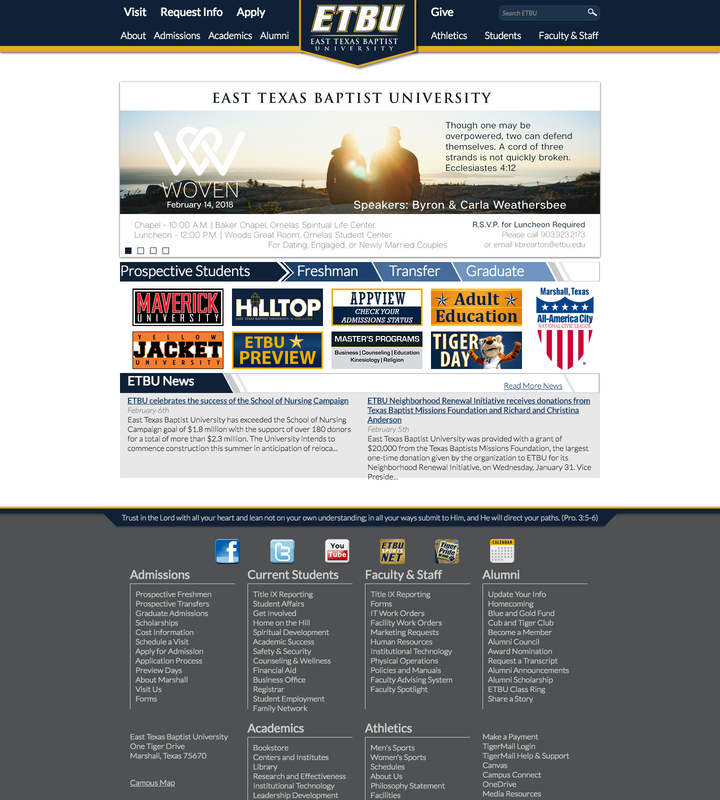 Visit Request Info Apply
Give
Search ETBU
About Admissions Academics Alumni
Athletics Students Faculty & Staff
ETBU
EAST TEXAS BAPTIST
UNIVERSITY
EAST TEXAS BAPTIST UNIVERSITY
Though one may be
overpowered, two can defend
themselves. A cord of three
strands is not quickly broken.
Ecclesiastes 4:12
WOVEN
February 14, 2018
Speakers: Byron & Carla Weathersbee
Chapel - 10:00 A.M. | Baker Chapel, Ornelas Spiritual Life Center
Luncheon - 12:00 P.M. | Woods Great Room, Ornelas Student Center
For Dating, Engaged, or Newly Married Couples
R.S.V.P. for Luncheon Required
Please call 903.923.2173
or email kbrearton@etbu.edu
Prospective Students Freshman Transfer Graduate
MAVERICK
UNIVERSITY
HILLTOP
APPVIEW
CHECK YOUR
ADMISSIONS STATUS
Adult
Education
Marshall, Texas
All-America City
NATIONAL CIVIC LEAGUE
YELLOW
JACKET
UNIVERSITY
ETBU
PREVIEW
MASTER'S PROGRAMS
Business | Counseling | Education
Kinesiology | Religion
TIGER
DAY
ETBU News
Read More News
ETBU celebrates the success of the School of Nursing Campaign
February 6th
East Texas Baptist University has exceeded the School of Nursing
Campaign goal of $1.8 million with the support of over 180 donors
for a total of more than $2.3 million. The University intends to
commence construction this summer in anticipation of reloca...
ETBU Neighborhood Renewal Initiative receives donations from
Texas Baptist Missions Foundation and Richard and Christina
Anderson
February 5th
East Texas Baptist University was provided with a grant of
$20,000 from the Texas Baptists Missions Foundation, the largest
one-time donation given by the organization to ETBU for its
Neighborhood Renewal Initiative, on Wednesday, January 31. Vice
Preside...
Trust in the Lord with all your heart and lean not on your own understanding; in all your ways submit to Him, and He will direct your paths. (Pro. 3:5-6)
You
Tube
ETBU
SPORTS
NET
Tiger
Pride
CALENDAR
Admissions
Prospective Freshmen
Prospective Transfers
Graduate Admissions
Scholarships
Cost Information
Schedule a Visit
Apply for Admission
Application Process
Preview Days
About Marshall
Visit Us
Forms
Current Students
Title IX Reporting
Student Affairs
Get Involved
Home on the Hill
Spiritual Development
Academic Success
Safety & Security
Counseling & Wellness
Financial Aid
Business Office
Registrar
Student Employment
Family Network
Faculty & Staff
Title IX Reporting
Forms
IT Work Orders
Facility Work Orders
Marketing Requests
Human Resources
Institutional Technology
Physical Operations
Policies and Manuals
Faculty Advising System
Faculty Spotlight
Alumni
Update Your Info
Homecoming
Blue and Gold Fund
Cub and Tiger Club
Become a Member
Alumni Council
Award Nomination
Request a Transcript
Alumni Announcements
Alumni Scholarship
ETBU Class Ring
Share a Story
East Texas Baptist University
One Tiger Drive
Marshall, Texas 75670
Campus Map
Academics
Bookstore
Centers and Institutes
Library
Research and Effectiveness
Institutional Technology
Leadership Development
Athletics
Men's Sports
Women's Sports
Schedules
About Us
Philosophy Statement
Facilities
Make a Payment
TigerMail Login
TigerMail Help & Support
Canvas
Campus Connect
OneDrive
Media Resources